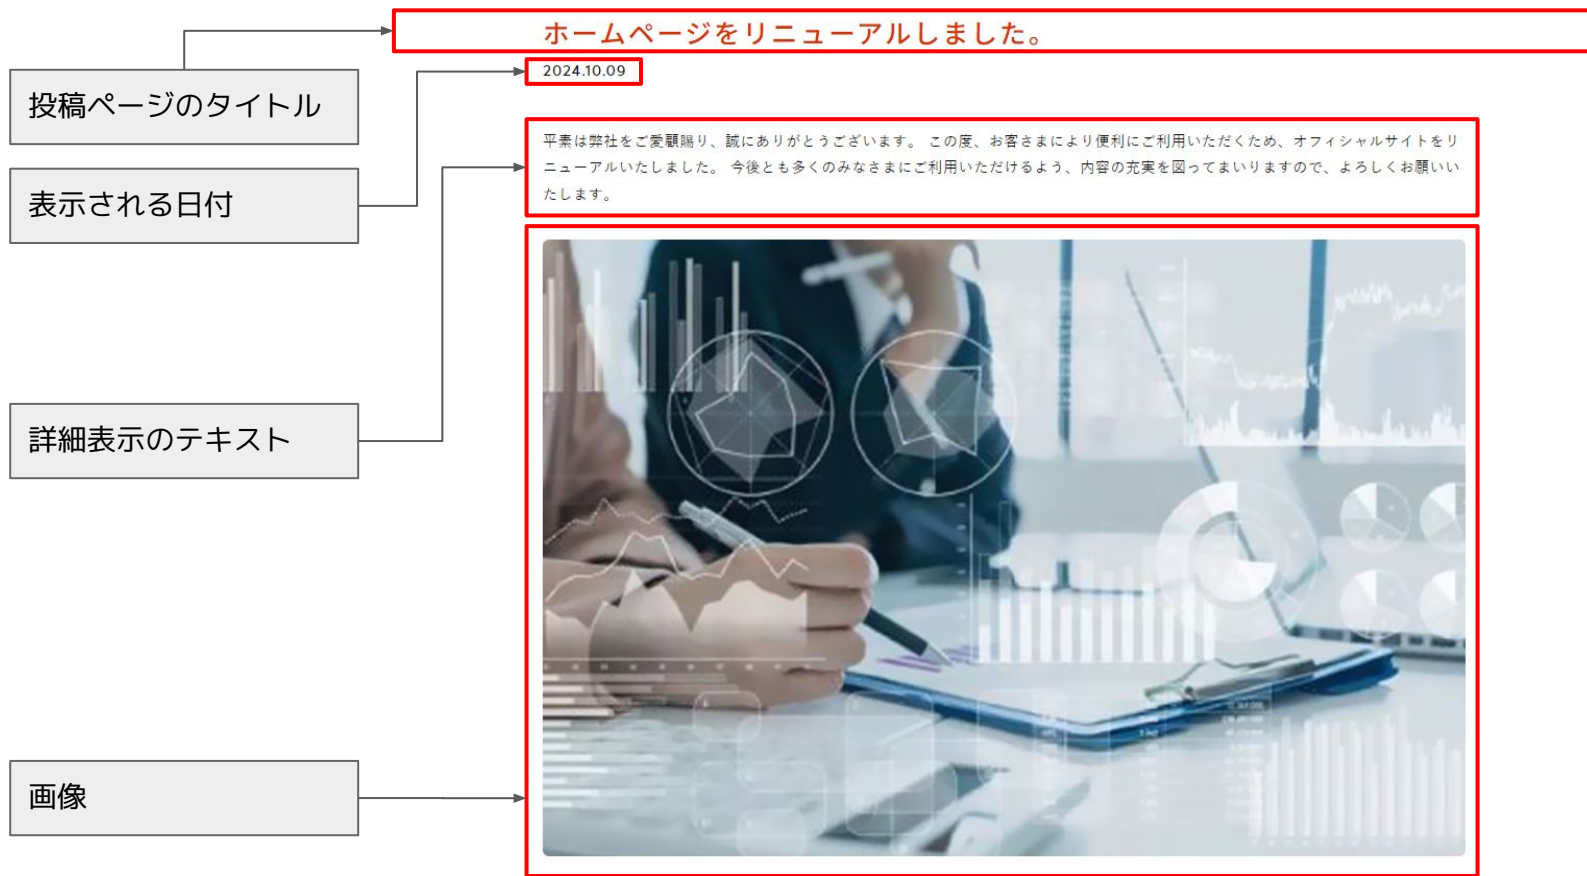 ホームページをリニューアルしました。
投稿ページのタイトル
2024.10.09
表示される日付
平素は弊社をご愛顧賜り、誠にありがとうございます。 この度、お客さまにより便利にご利用いただくため、オフィシャルサイトをリ
ニューアルいたしました。 今後とも多くのみなさまにご利用いただけるよう、内容の充実を図ってまいりますので、よろしくお願いい
たします。
詳細表示のテキスト
画像